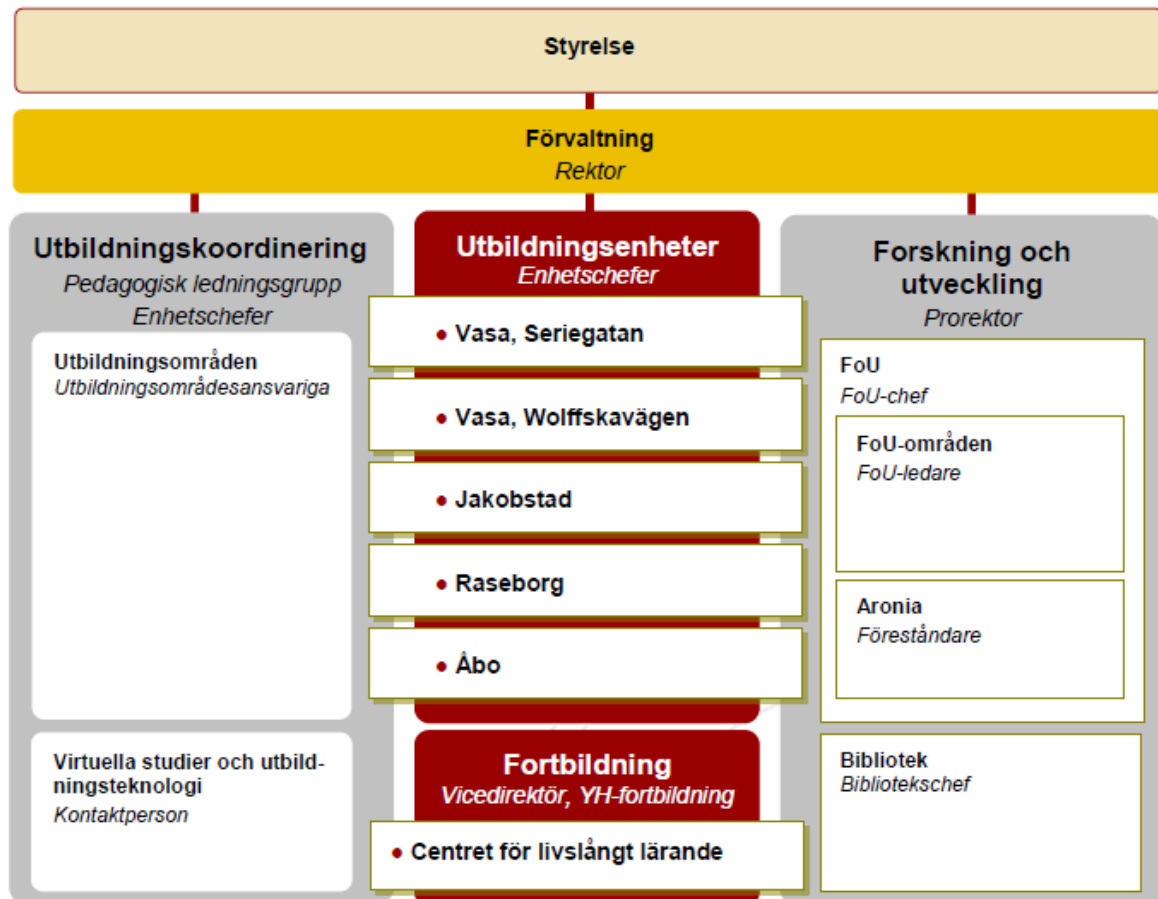 Styrelse
Förvaltning
Rektor
Utbildningskoordinering
Pedagogisk ledningsgrupp
Enhetschefer
Utbildningsområden
Utbildningsområdesansvariga
Virtuella studier och utbild-
ningsteknologi
Kontaktperson
Utbildningsenheter
Enhetschefer
• Vasa, Seriegatan
• Vasa, Wolffskavägen
• Jakobstad
• Raseborg
• Åbo
Fortbildning
Vicedirektör, YH-fortbildning
• Centret för livslångt lärande
Forskning och
utveckling
Prorektor
FoU
FoU-chef
FoU-områden
FoU-ledare
Aronia
Föreståndare
Bibliotek
Bibliotekschef